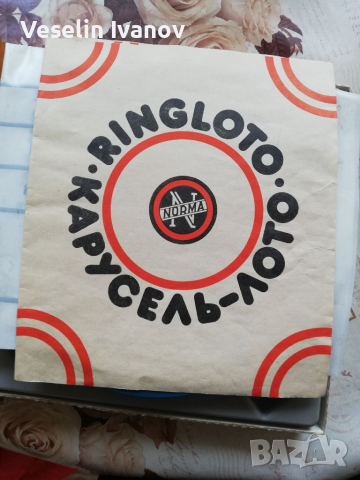 Veselin Ivanov
· RINGLOTO ·
КАРУСЕЛЬ-ЛОТО
N
NORMA
BAZAR